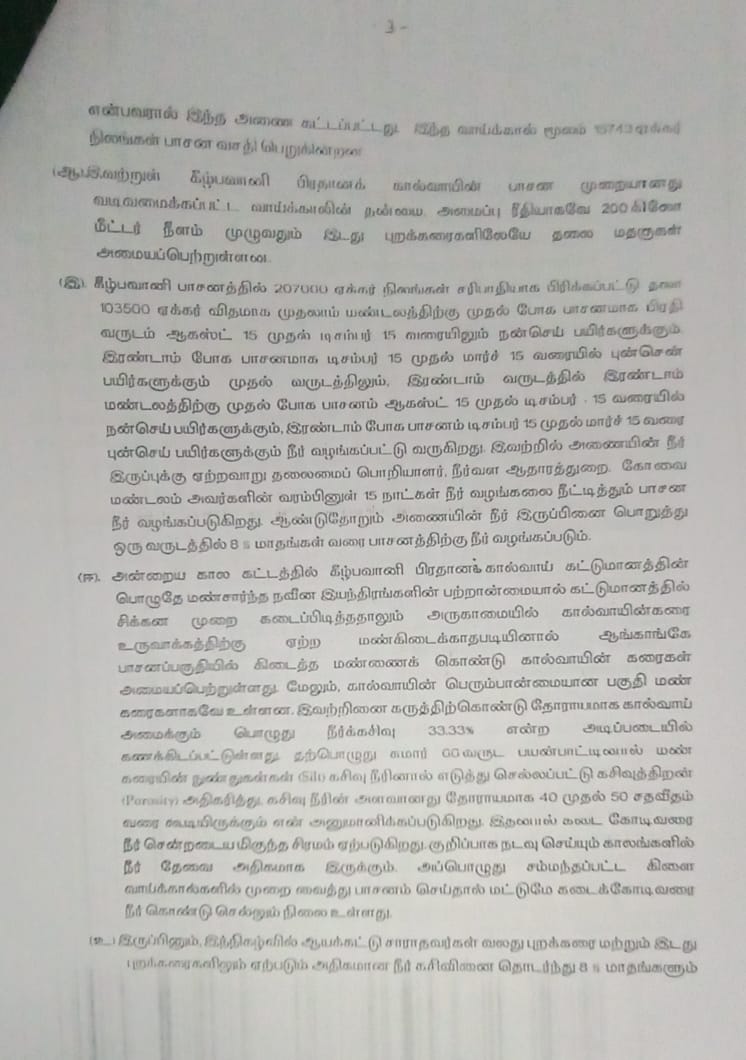 - 3 -
என்பவரால் இந்த அணை கட்டப்பட்டது. இந்த வாய்க்கால் மூலம் 15743 ஏக்கர்
நிலங்கள் பாசன வசதி பெறுகின்றன.
(ஆ).இவற்றுள் கீழ்பவானி பிரதானக் கால்வாயின் பாசன முறையானது
வடிவமைக்கப்பட்ட வாய்க்காலின் தன்மை அமைப்பு ரீதியாகவே 200 கிலோ
மீட்டர் நீளம் முழுவதும் இடது புறக்கரைகளிலேயே தலை மதகுகள்
அமையப்பெற்றுள்ளன.
(இ). கீழ்பவானி பாசனத்தில் 207000 ஏக்கர் நிலங்கள் சரிபாதியாக பிரிக்கப்பட்டு தலா
103500 ஏக்கர் விதமாக முதலாம் மண்டலத்திற்கு முதல் போக பாசனமாக பிரதி
வருடம் ஆகஸ்ட் 15 முதல் டிசம்பர் 15 வரையிலும் நன்செய் பயிர்களுக்கும்,
இரண்டாம் போக பாசனமாக டிசம்பர் 15 முதல் மார்ச் 15 வரையில் புன்செய்
பயிர்களுக்கும் முதல் வருடத்திலும், இரண்டாம் வருடத்தில் இரண்டாம்
மண்டலத்திற்கு முதல் போக பாசனம் ஆகஸ்ட் 15 முதல் டிசம்பர் - 15 வரையில்
நன்செய் பயிர்களுக்கும், இரண்டாம் போக பாசனம் டிசம்பர் 15 முதல் மார்ச் 15 வரை
புன்செய் பயிர்களுக்கும் நீர் வழங்கப்பட்டு வருகிறது. இவற்றில் அணையின் நீர்
இருப்புக்கு ஏற்றவாறு தலைமைப் பொறியாளர், நீர்வள ஆதாரத்துறை, கோவை
மண்டலம் அவர்களின் வரம்பினுள் 15 நாட்கள் நீர் வழங்கலை நீட்டித்தும் பாசன
நீர் வழங்கப்படுகிறது. ஆண்டுதோறும் அணையின் நீர் இருப்பினை பொறுத்து
ஒரு வருடத்தில் 8 மாதங்கள் வரை பாசனத்திற்கு நீர் வழங்கப்படும்.
(ஈ). அன்றைய கால கட்டத்தில் கீழ்பவானி பிரதானக் கால்வாய் கட்டுமானத்தின்
பொழுதே மண்சார்ந்த நவீன இயந்திரங்களின் பற்றான்மையால் கட்டுமானத்தில்
சிக்கன முறை கடைப்பிடித்ததாலும் அருகாமையில் கால்வாயின்கரை
உருவாக்கத்திற்கு ஏற்ற மண்கிடைக்காதபடியினால் ஆங்காங்கே
பாசனப்பகுதியில் கிடைத்த மண்ணைக் கொண்டு கால்வாயின் கரைகள்
அமையப்பெற்றுள்ளது. மேலும், கால்வாயின் பெரும்பான்மையான பகுதி மண்
கரைகளாகவே உள்ளன. இவற்றினை கருத்திற்கொண்டு தோராயமாக கால்வாய்
அமைக்கும் பொழுது நீர்க்கசிவு 33.33% என்ற அடிப்படையில்
கணக்கிடப்பட்டுள்ளது. தற்பொழுது சுமார் 66 வருட பயன்பாட்டினால் மண்
கரையின் நுண்துகள்கள் (Silt) கசிவு நீரினால் எடுத்து செல்லப்பட்டு கசிவுத்திறன்
(Porosity) அதிகரித்து, கசிவு நீரின் அளவானது தோராயமாக 40 முதல் 50 சதவீதம்
வரை கூடியிருக்கும் என அனுமானிக்கப்படுகிறது. இதனால் கடை கோடி வரை
நீர் சென்றடைய மிகுந்த சிரமம் ஏற்படுகிறது. குறிப்பாக நடவு செய்யும் காலங்களில்
நீர் தேவை அதிகமாக இருக்கும். அப்பொழுது சம்மந்தப்பட்ட கிளை
வாய்க்கால்களில் முறை வைத்து பாசனம் செய்தால் மட்டுமே கடைக்கோடி வரை
நீர் கொண்டு செல்லும் நிலை உள்ளது.
(உ) இருப்பினும், இந்நிகழ்வில் ஆயக்கட்டு சாராதவர்கள் வலது புறக்கரை மற்றும் இடது
புறக்கரைகளிலும் ஏற்படும் அதிகமான நீர் கசிவினை தொடர்ந்து 8 மாதங்களும்